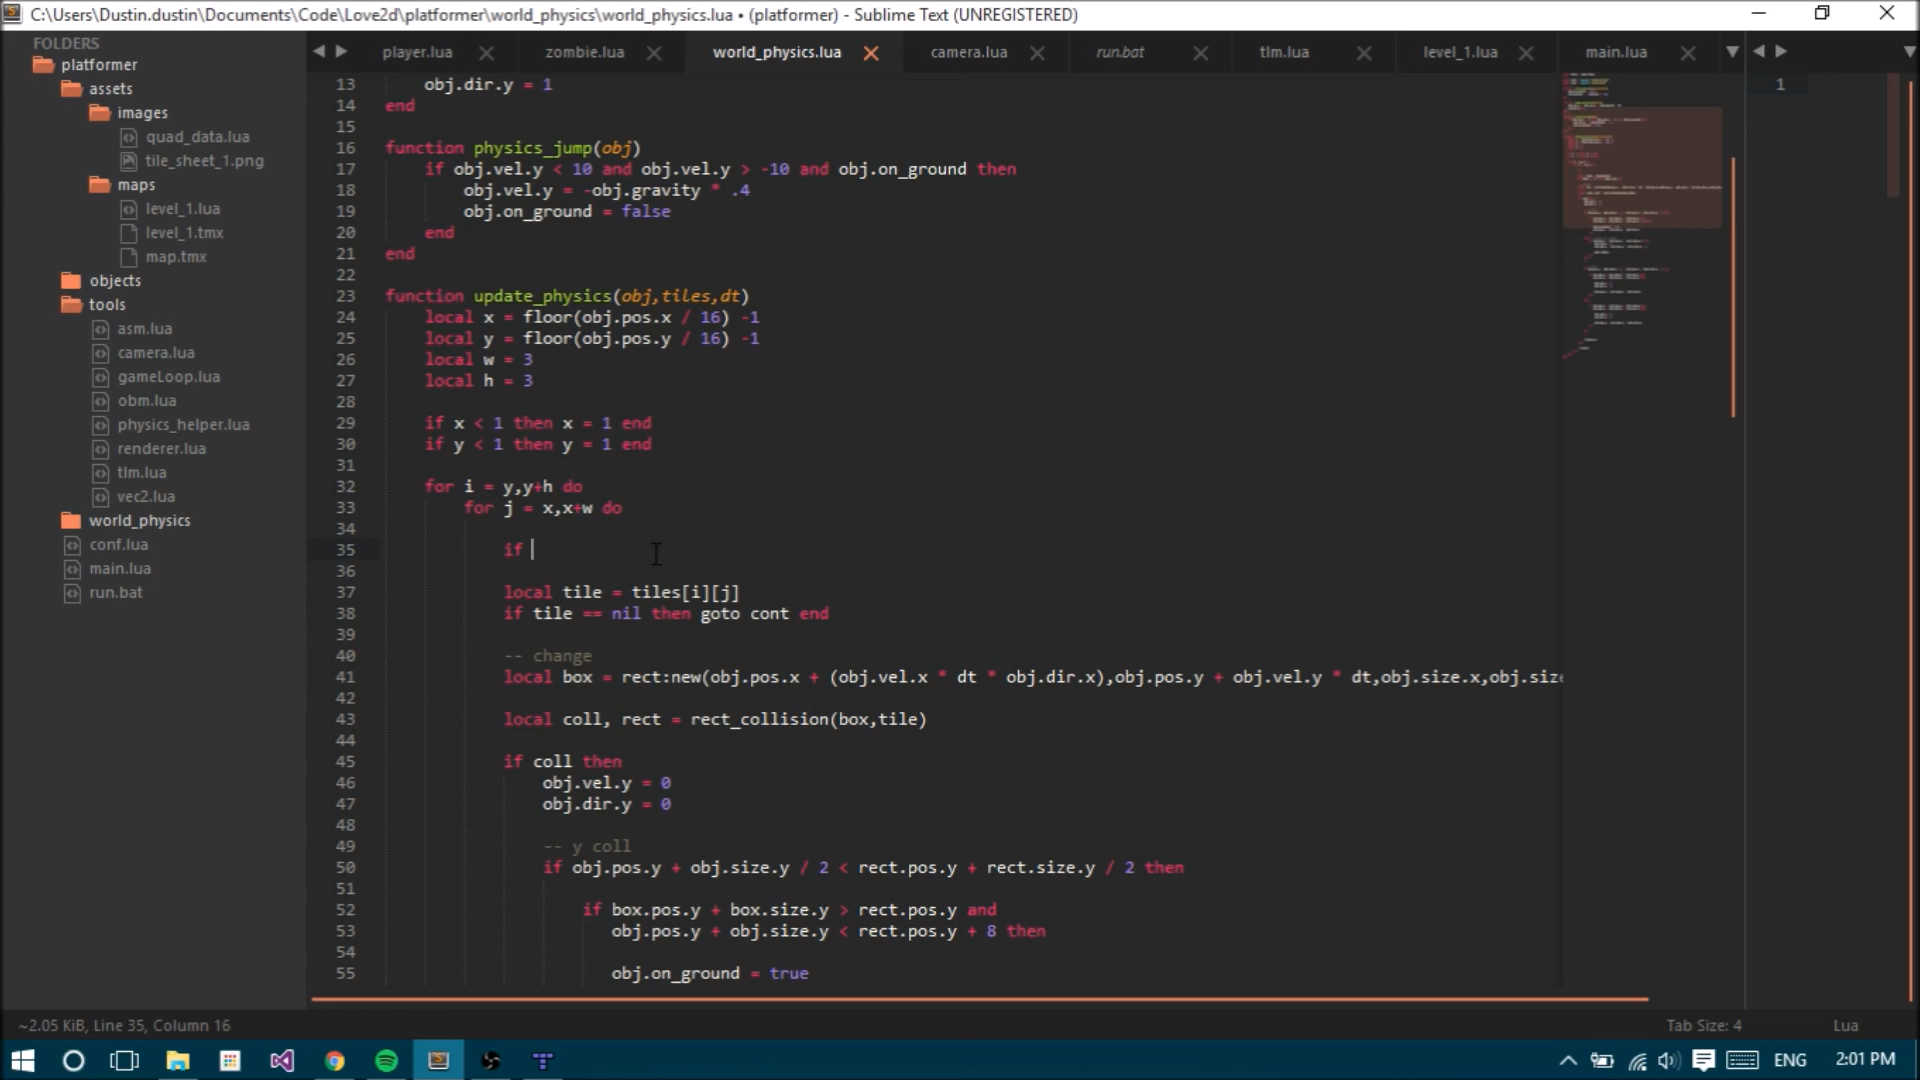 C:\Users\Dustin.dustin\Documents\Code\Love2d\platformer\world_physics\world_physics.lua • (platformer) - Sublime Text (UNREGISTERED)
FOLDERS
platformer
assets
images
quad_data.lua
tile_sheet_1.png
maps
level_1.lua
level_1.tmx
map.tmx
objects
tools
asm.lua
camera.lua
gameLoop.lua
obm.lua
physics_helper.lua
renderer.lua
tlm.lua
vec2.lua
world_physics
conf.lua
main.lua
run.bat
player.lua zombie.lua world_physics.lua camera.lua run.bat tlm.lua level_1.lua main.lua
13 obj.dir.y = 1
14 end
15
16 function physics_jump(obj)
17 if obj.vel.y < 10 and obj.vel.y > -10 and obj.on_ground then
18 obj.vel.y = -obj.gravity * .4
19 obj.on_ground = false
20 end
21 end
22
23 function update_physics(obj,tiles,dt)
24 local x = floor(obj.pos.x / 16) -1
25 local y = floor(obj.pos.y / 16) -1
26 local w = 3
27 local h = 3
28
29 if x < 1 then x = 1 end
30 if y < 1 then y = 1 end
31
32 for i = y,y+h do
33 for j = x,x+w do
34
35 if
36
37 local tile = tiles[i][j]
38 if tile == nil then goto cont end
39
40 -- change
41 local box = rect:new(obj.pos.x + (obj.vel.x * dt * obj.dir.x),obj.pos.y + obj.vel.y * dt,obj.size.x,obj.size
42
43 local coll, rect = rect_collision(box,tile)
44
45 if coll then
46 obj.vel.y = 0
47 obj.dir.y = 0
48
49 -- y coll
50 if obj.pos.y + obj.size.y / 2 < rect.pos.y + rect.size.y / 2 then
51
52 if box.pos.y + box.size.y > rect.pos.y and
53 obj.pos.y + obj.size.y < rect.pos.y + 8 then
54
55 obj.on_ground = true
1
~2.05 KiB, Line 35, Column 16
Tab Size: 4 Lua
ENG 2:01 PM